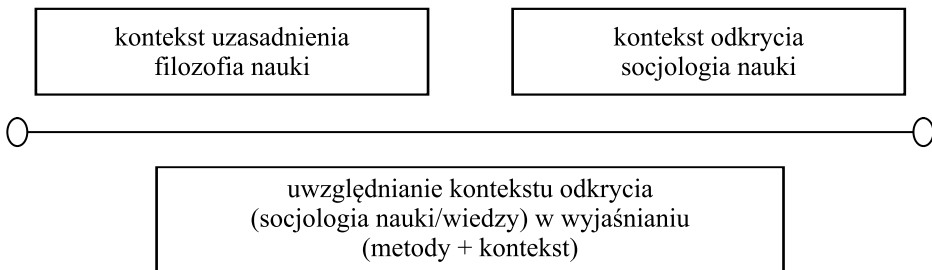 kontekst uzasadnienia
filozofia nauki
kontekst odkrycia
socjologia nauki
uwzględnianie kontekstu odkrycia
(socjologia nauki/wiedzy) w wyjaśnianiu
(metody + kontekst)